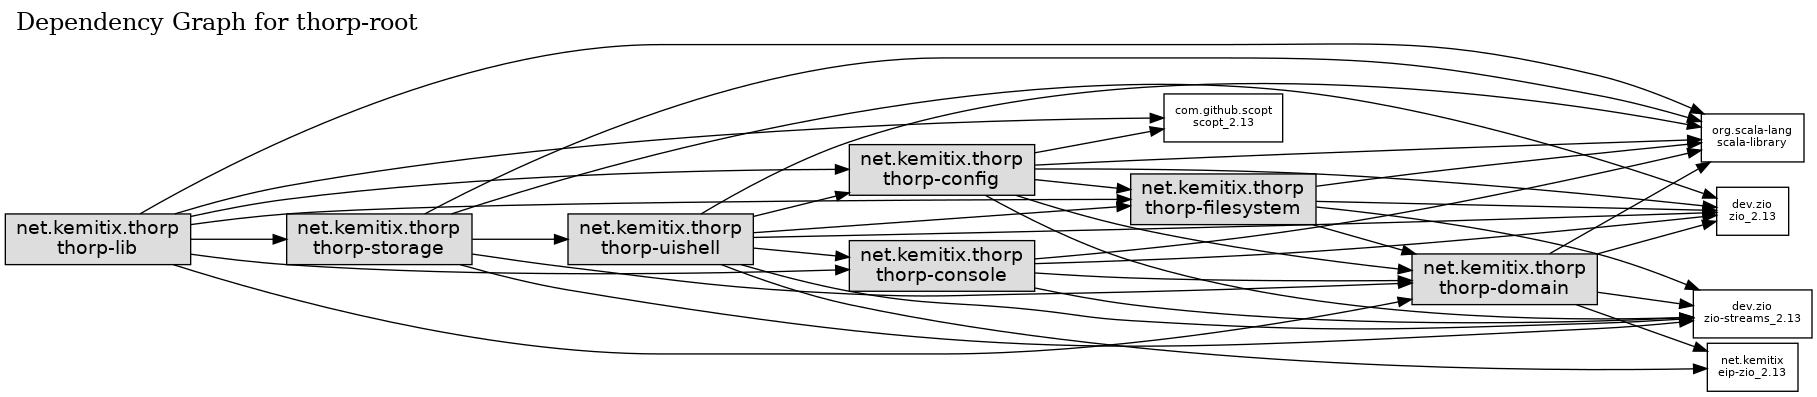 Dependency Graph for thorp-root
com.github.scopt
scopt_2.13
org.scala-lang
scala-library
net.kemitix.thorp
thorp-config
net.kemitix.thorp
thorp-filesystem
dev.zio
zio_2.13
net.kemitix.thorp
thorp-lib
net.kemitix.thorp
thorp-storage
net.kemitix.thorp
thorp-uishell
net.kemitix.thorp
thorp-console
net.kemitix.thorp
thorp-domain
dev.zio
zio-streams_2.13
net.kemitix
eip-zio_2.13